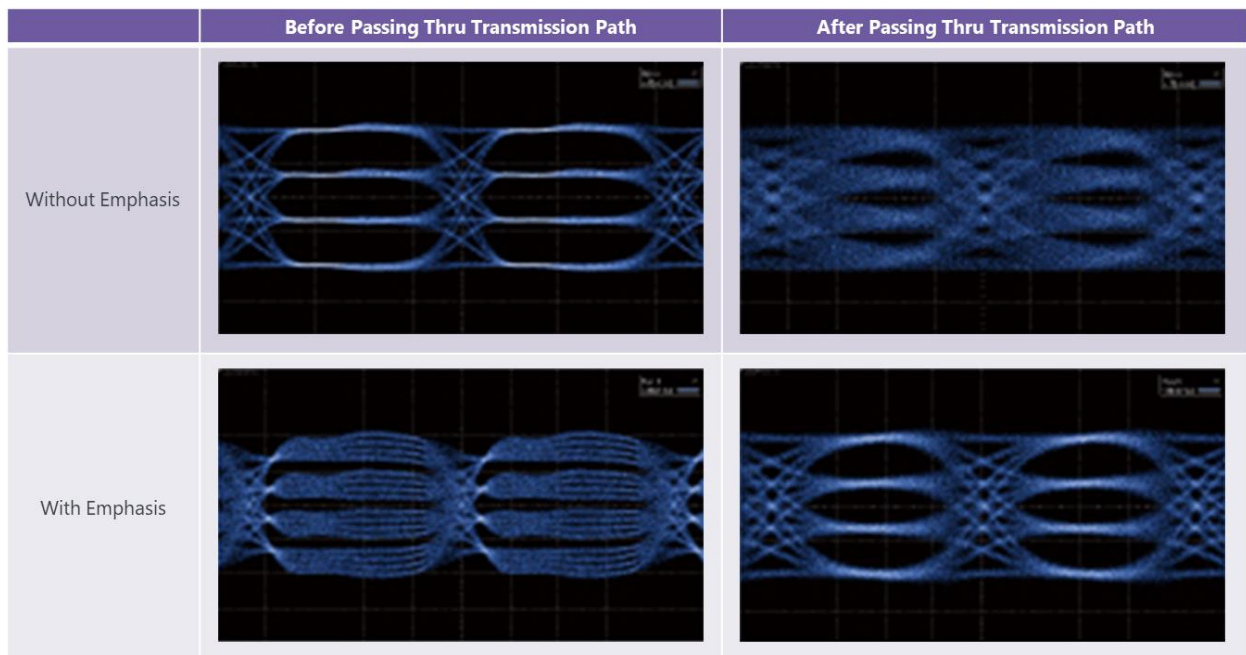 Before Passing Thru Transmission Path
After Passing Thru Transmission Path
Without Emphasis
With Emphasis